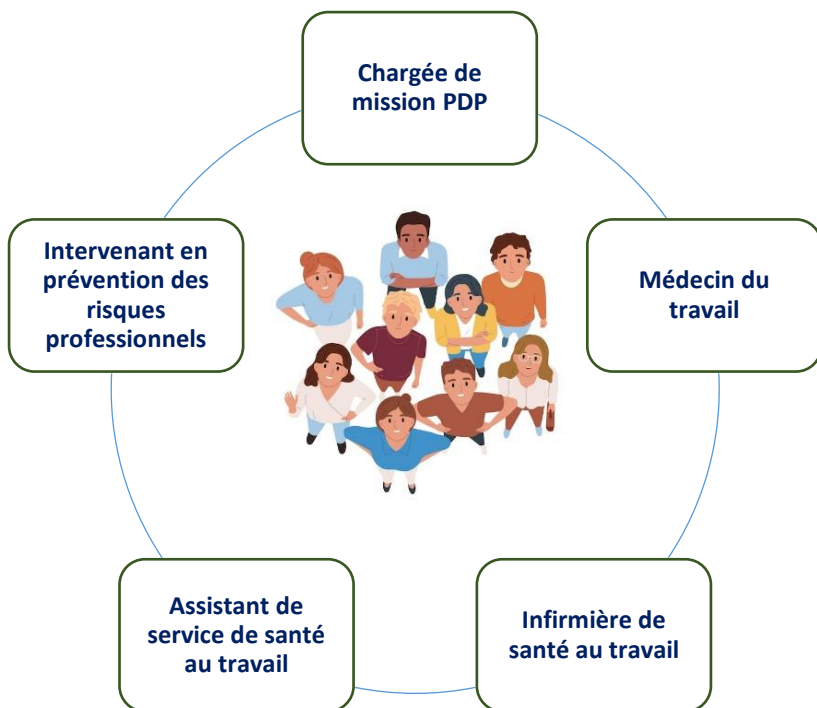 Chargée de
mission PDP
Médecin du
travail
Infirmière de
santé au travail
Assistant de
service de santé
au travail
Intervenant en
prévention des
risques
professionnels